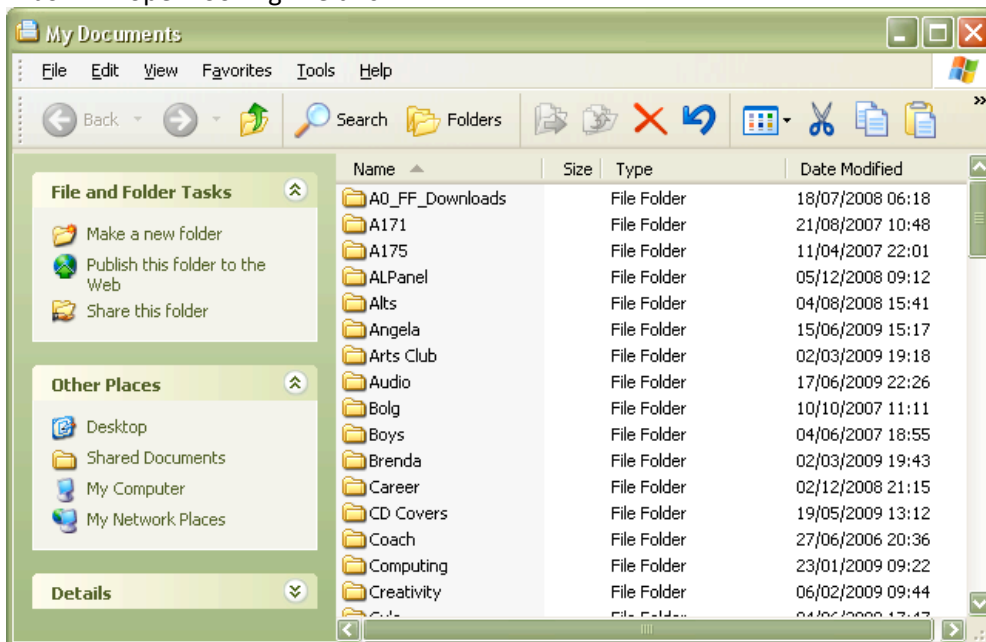 My Documents
File Edit View Favorites Tools Help
Back Search Folders »
Name Size Type Date Modified
File and Folder Tasks
Make a new folder
Publish this folder to the
Web
Share this folder
Other Places
Desktop
Shared Documents
My Computer
My Network Places
Details
A0_FF_Downloads File Folder 18/07/2008 06:18
A171 File Folder 21/08/2007 10:48
A175 File Folder 11/04/2007 22:01
ALPanel File Folder 05/12/2008 09:12
Alts File Folder 04/08/2008 15:41
Angela File Folder 15/06/2009 15:17
Arts Club File Folder 02/03/2009 19:18
Audio File Folder 17/06/2009 22:26
Bolg File Folder 10/10/2007 11:11
Boys File Folder 04/06/2007 18:55
Brenda File Folder 02/03/2009 19:43
Career File Folder 02/12/2008 21:15
CD Covers File Folder 19/05/2009 13:12
Coach File Folder 27/06/2006 20:36
Computing File Folder 23/01/2009 09:22
Creativity File Folder 06/02/2009 09:44